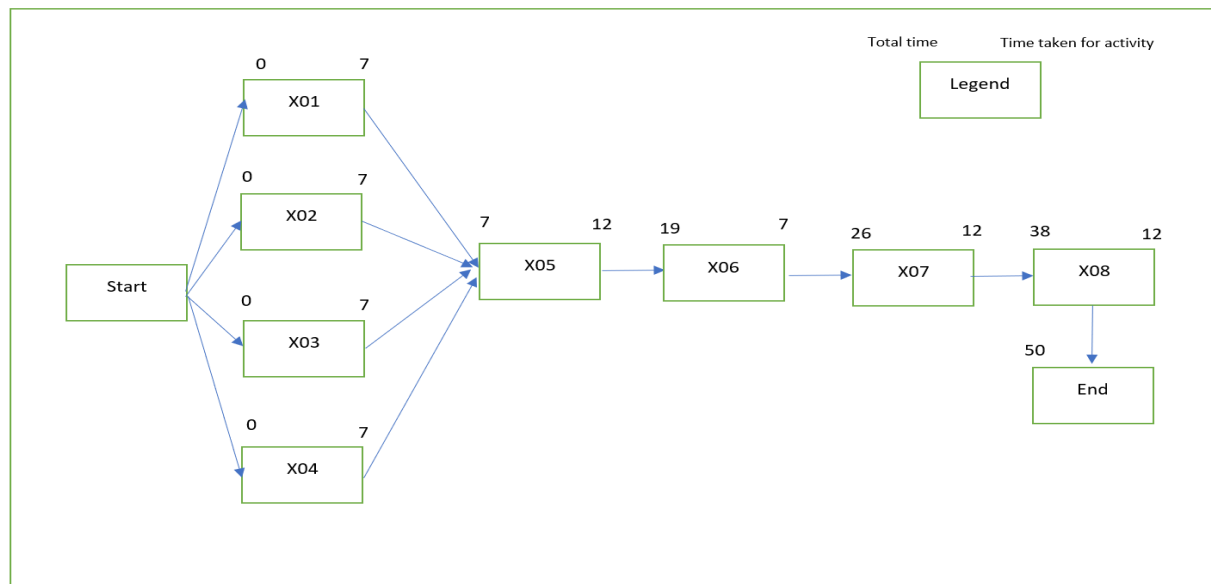 Total time Time taken for activity
Legend
0 7
X01
0 7
X02
0 7
X03
0 7
X04
Start
7 12
X05
19 7
X06
26 12
X07
38 12
X08
50
End